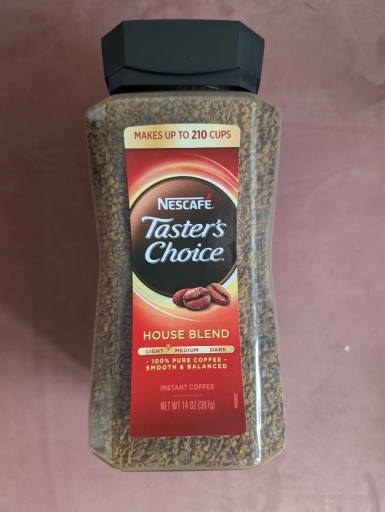 MAKES UP TO 210 CUPS
NESCAFÉ®
Taster's
Choice®
HOUSE BLEND
LIGHT MEDIUM DARK
- 100% PURE COFFEE -
SMOOTH & BALANCED
INSTANT COFFEE
NET WT 14 OZ (397g)